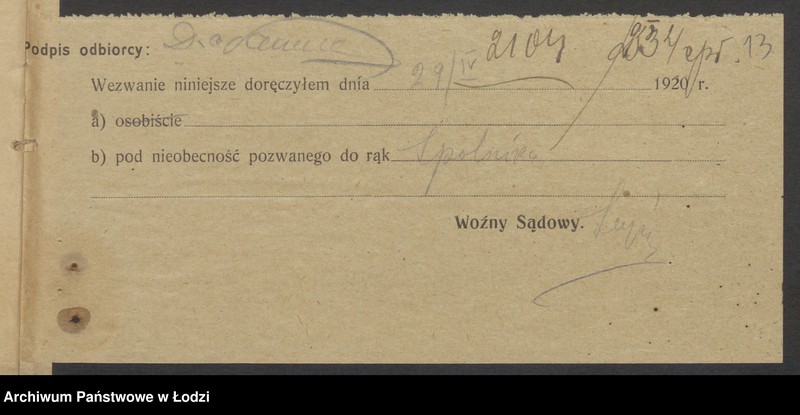 Podpis odbiorcy:
Wezwanie niniejsze doręczyłem dnia 29/IV 1920 r.
a) osobiście
b) pod nieobecność pozwanego do rąk Spólnika
Woźny Sądowy.
Archiwum Państwowe w Łodzi